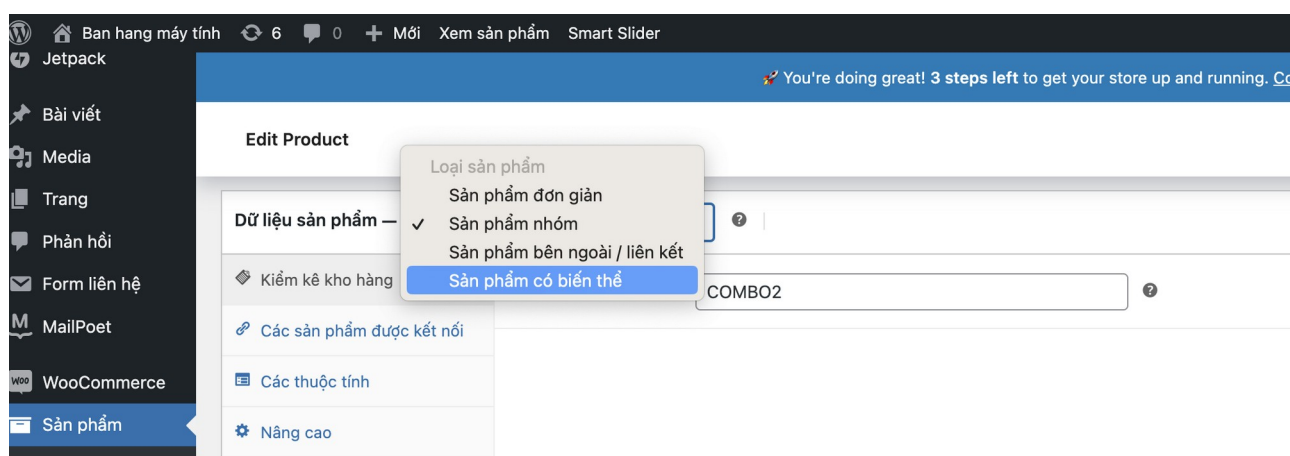 Ban hang máy tính 6 0 Mới Xem sản phẩm Smart Slider
Jetpack
🚀 You're doing great! 3 steps left to get your store up and running.
Bài viết
Edit Product
Media
Loại sản phẩm
Trang
Sản phẩm đơn giản
Dữ liệu sản phẩm —
✓ Sản phẩm nhóm
Phản hồi
Sản phẩm bên ngoài / liên kết
Form liên hệ
Kiểm kê kho hàng
Sản phẩm có biến thể
COMBO2
MailPoet
Các sản phẩm được kết nối
WooCommerce
Các thuộc tính
Sản phẩm
Nâng cao